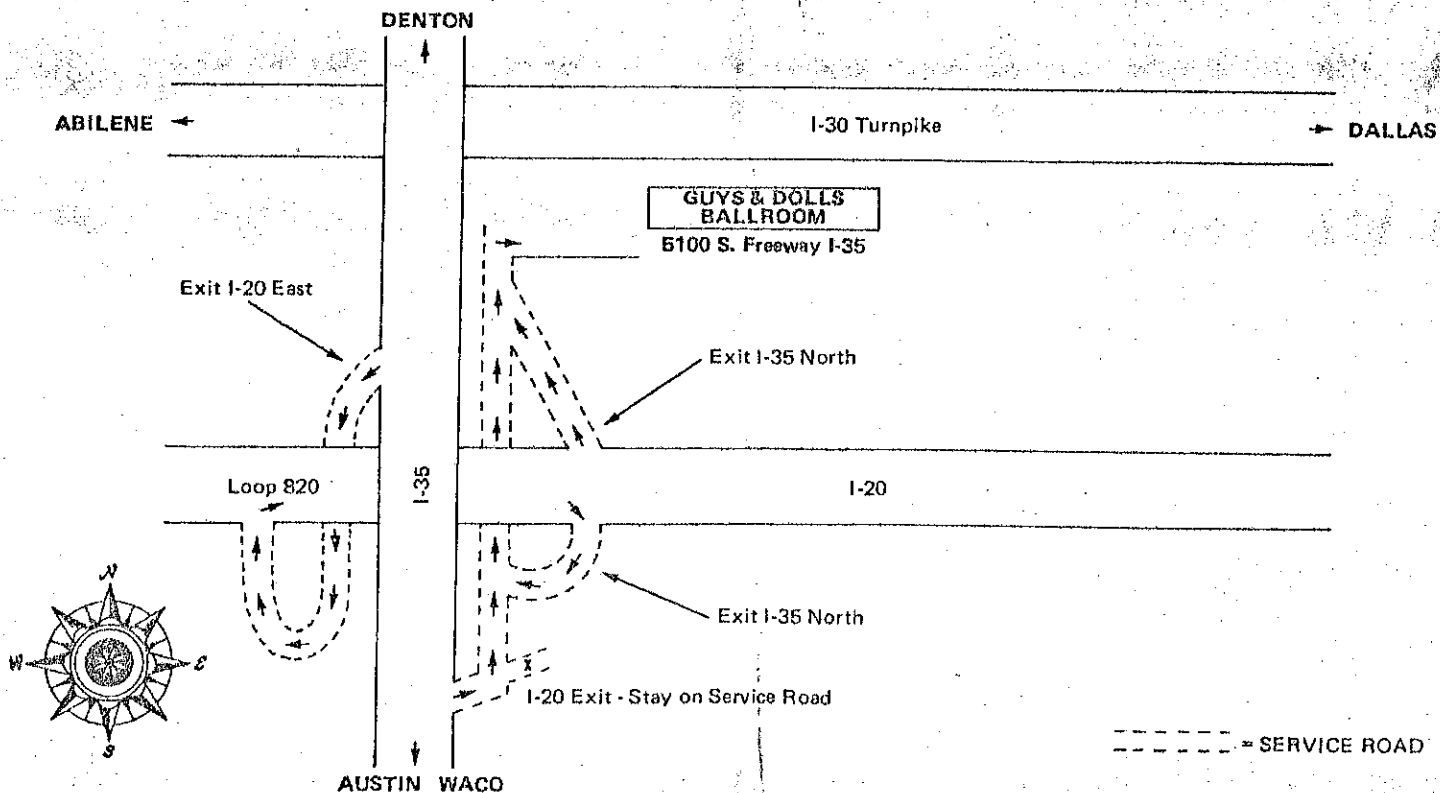 DENTON
ABILENE
I-30 Turnpike
DALLAS
GUYS & DOLLS
BALLROOM
5100 S. Freeway I-35
Exit I-20 East
Exit I-35 North
Loop 820
I-35
I-20
N
W
E
S
Exit I-35 North
x
I-20 Exit - Stay on Service Road
= SERVICE ROAD
AUSTIN WACO